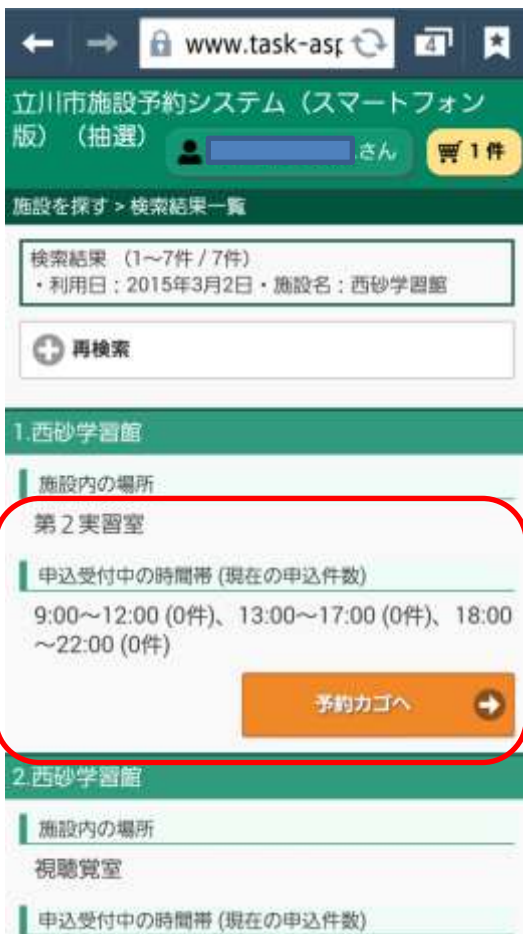 www.task-asp
4
立川市施設予約システム（スマートフォン
版）（抽選）
さん
1件
施設を探す > 検索結果一覧
検索結果 （1～7件 / 7件）
・利用日：2015年3月2日・施設名：西砂学習館
再検索
1.西砂学習館
施設内の場所
第２実習室
申込受付中の時間帯 (現在の申込件数)
9:00～12:00 (0件)、13:00～17:00 (0件)、18:00
～22:00 (0件)
予約カゴへ
2.西砂学習館
施設内の場所
視聴覚室
申込受付中の時間帯 (現在の申込件数)